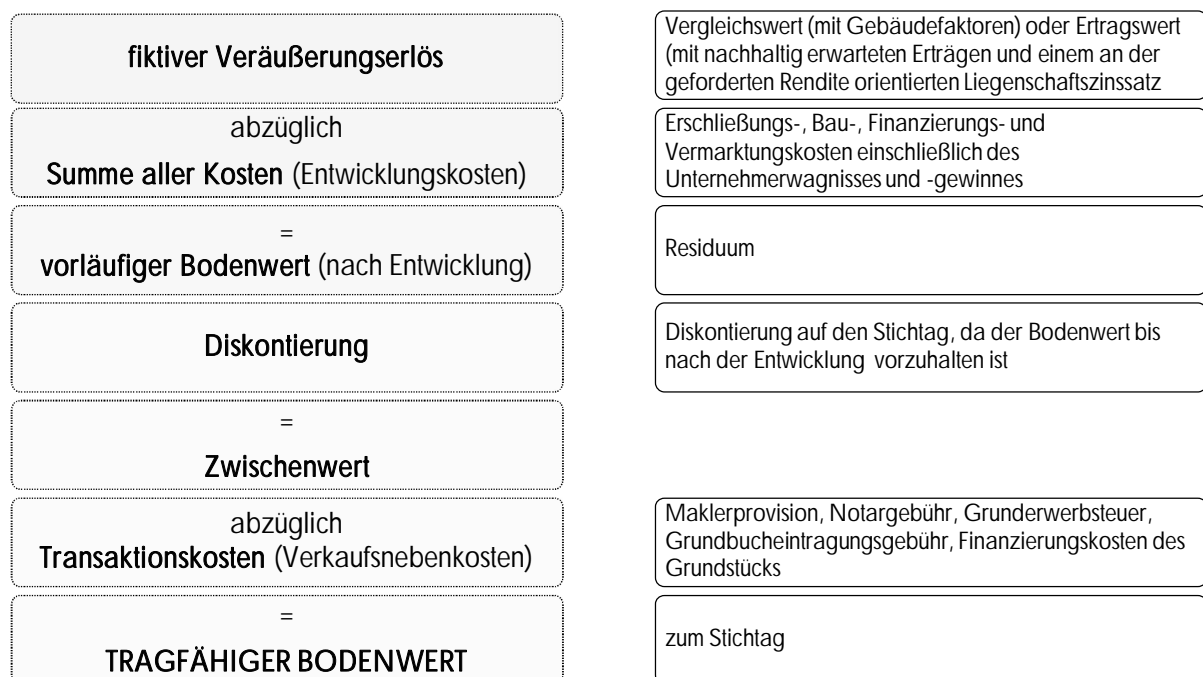 fiktiver Veräußerungserlös
Vergleichswert (mit Gebäudefaktoren) oder Ertragswert
(mit nachhaltig erwarteten Erträgen und einem an der
geforderten Rendite orientierten Liegenschaftszinssatz
abzüglich
Summe aller Kosten (Entwicklungskosten)
Erschließungs-, Bau-, Finanzierungs- und
Vermarktungskosten einschließlich des
Unternehmerwagnisses und -gewinnes
=
vorläufiger Bodenwert (nach Entwicklung)
Residuum
Diskontierung
Diskontierung auf den Stichtag, da der Bodenwert bis
nach der Entwicklung vorzuhalten ist
=
Zwischenwert
abzüglich
Transaktionskosten (Verkaufsnebenkosten)
Maklerprovision, Notargebühr, Grunderwerbsteuer,
Grundbucheintragungsgebühr, Finanzierungskosten des
Grundstücks
=
TRAGFÄHIGER BODENWERT
zum Stichtag